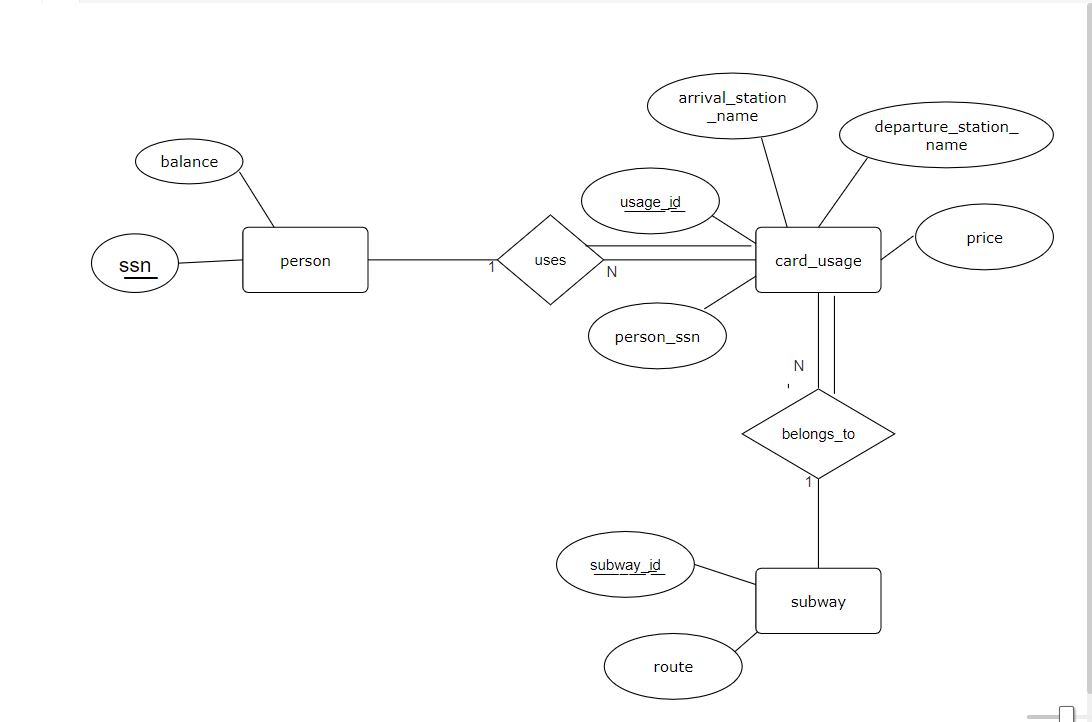 arrival_station
_name
departure_station_
name
balance
usage_id
ssn
person
uses
card_usage
price
1
N
person_ssn
N
belongs_to
1
subway_id
subway
route